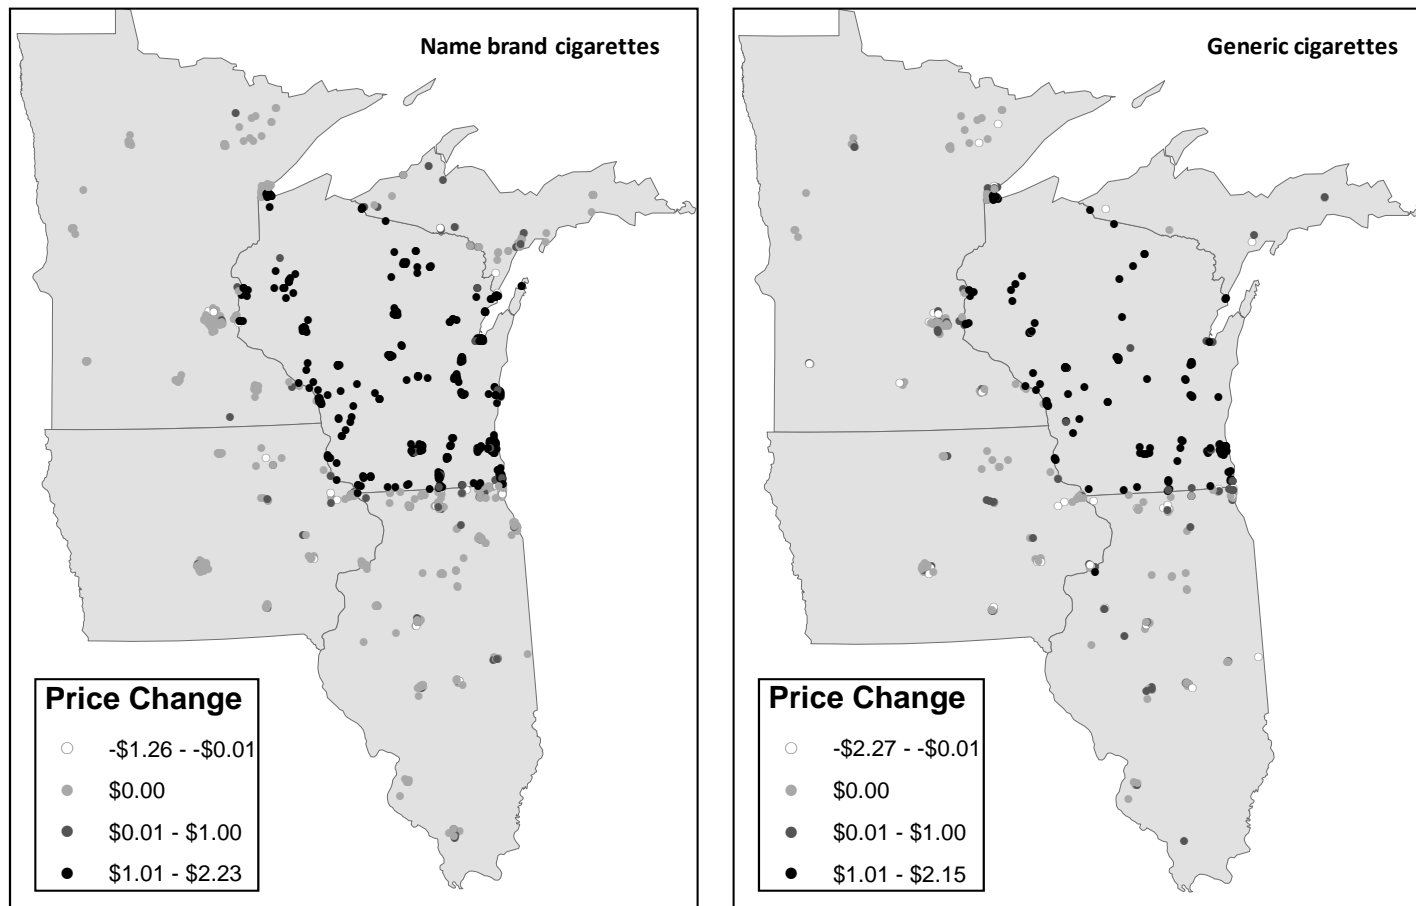 Name brand cigarettes
Price Change
-$1.26 - -$0.01
$0.00
$0.01 - $1.00
$1.01 - $2.23
Generic cigarettes
Price Change
-$2.27 - -$0.01
$0.00
$0.01 - $1.00
$1.01 - $2.15